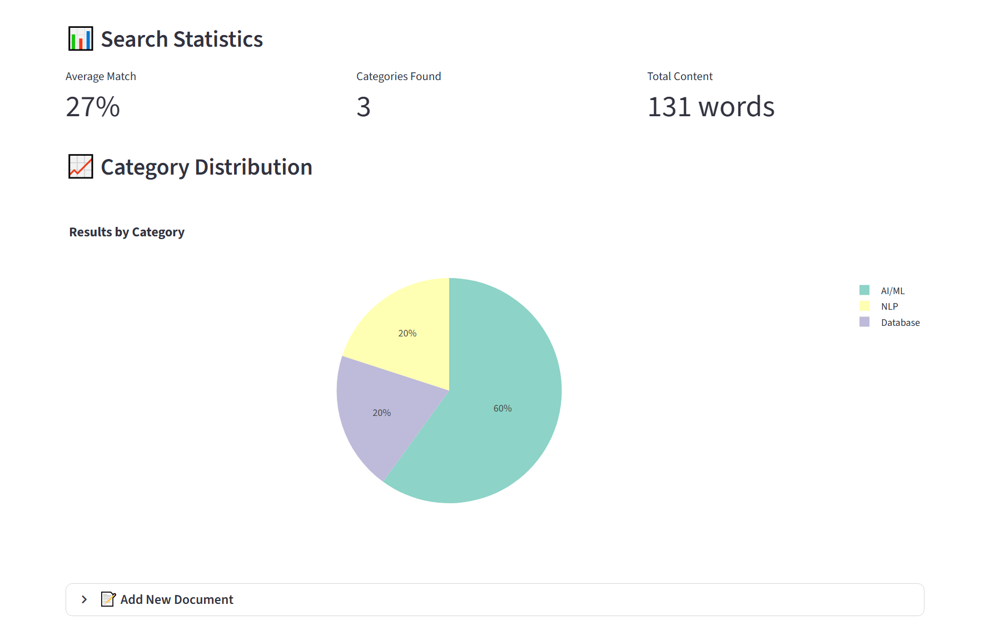 Search Statistics
Average Match
Categories Found
Total Content
27%
3
131 words
Category Distribution
Results by Category
AI/ML
NLP
Database
20%
20%
60%
Add New Document